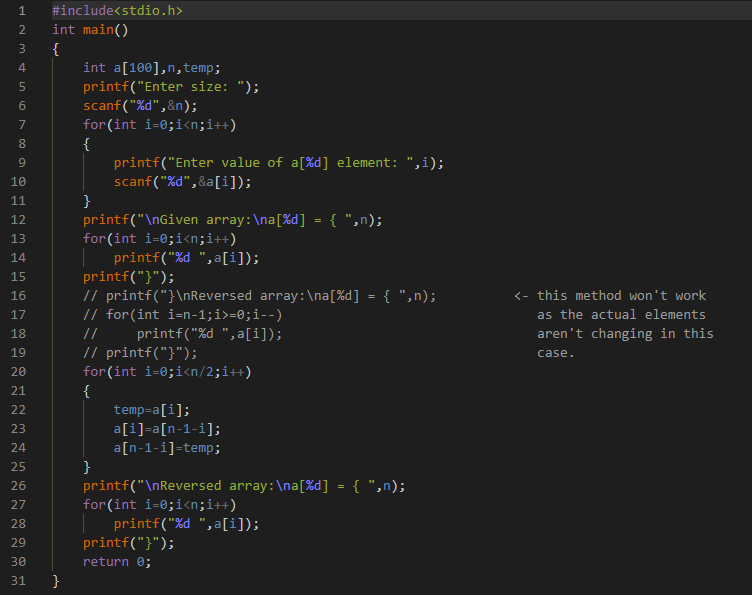 1 #include<stdio.h>
2 int main()
3 {
4     int a[100],n,temp;
5     printf("Enter size: ");
6     scanf("%d",&n);
7     for(int i=0;i<n;i++)
8     {
9         printf("Enter value of a[%d] element: ",i);
10         scanf("%d",&a[i]);
11     }
12     printf("\nGiven array:\na[%d] = { ",n);
13     for(int i=0;i<n;i++)
14         printf("%d ",a[i]);
15     printf("}");
16     // printf("}\nReversed array:\na[%d] = { ",n);          <- this method won't work
17     // for(int i=n-1;i>=0;i--)                                 as the actual elements
18     //     printf("%d ",a[i]);                                 aren't changing in this
19     // printf("}");                                            case.
20     for(int i=0;i<n/2;i++)
21     {
22         temp=a[i];
23         a[i]=a[n-1-i];
24         a[n-1-i]=temp;
25     }
26     printf("\nReversed array:\na[%d] = { ",n);
27     for(int i=0;i<n;i++)
28         printf("%d ",a[i]);
29     printf("}");
30     return 0;
31 }